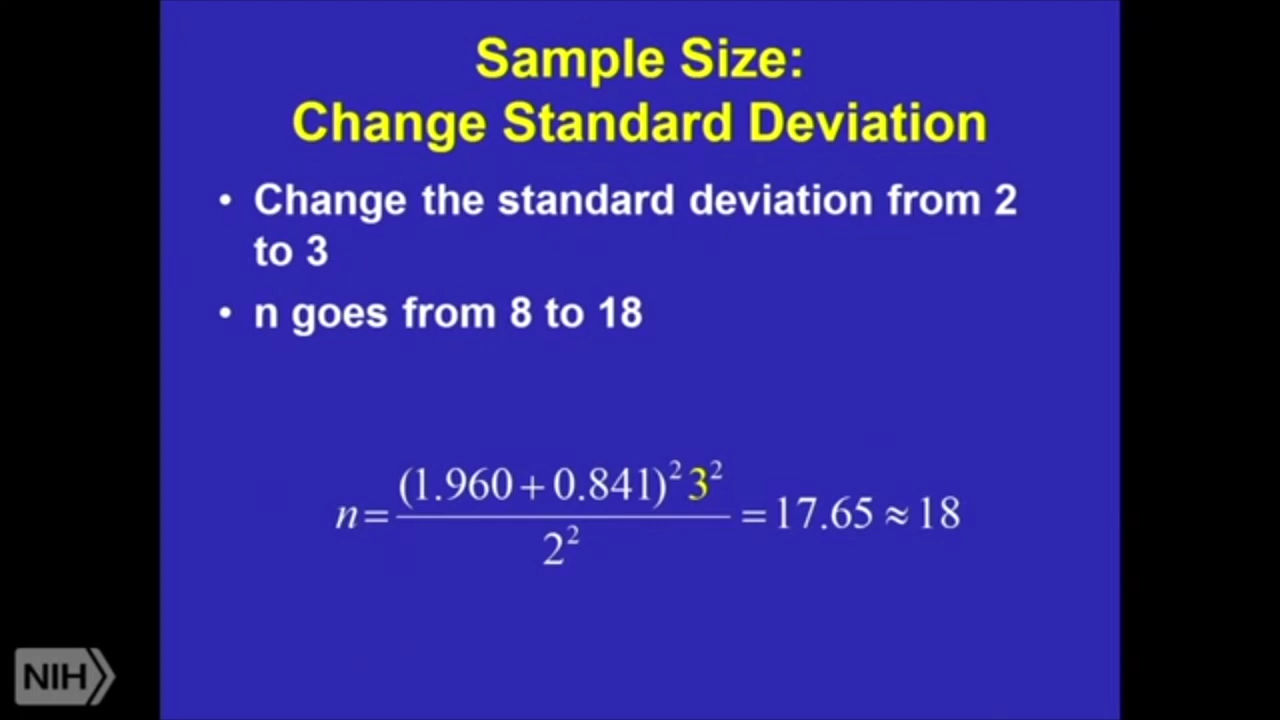 Sample Size:
Change Standard Deviation
• Change the standard deviation from 2
to 3
• n goes from 8 to 18
n = (1.960 + 0.841)² 3² / 2² = 17.65 ≈ 18
NIH